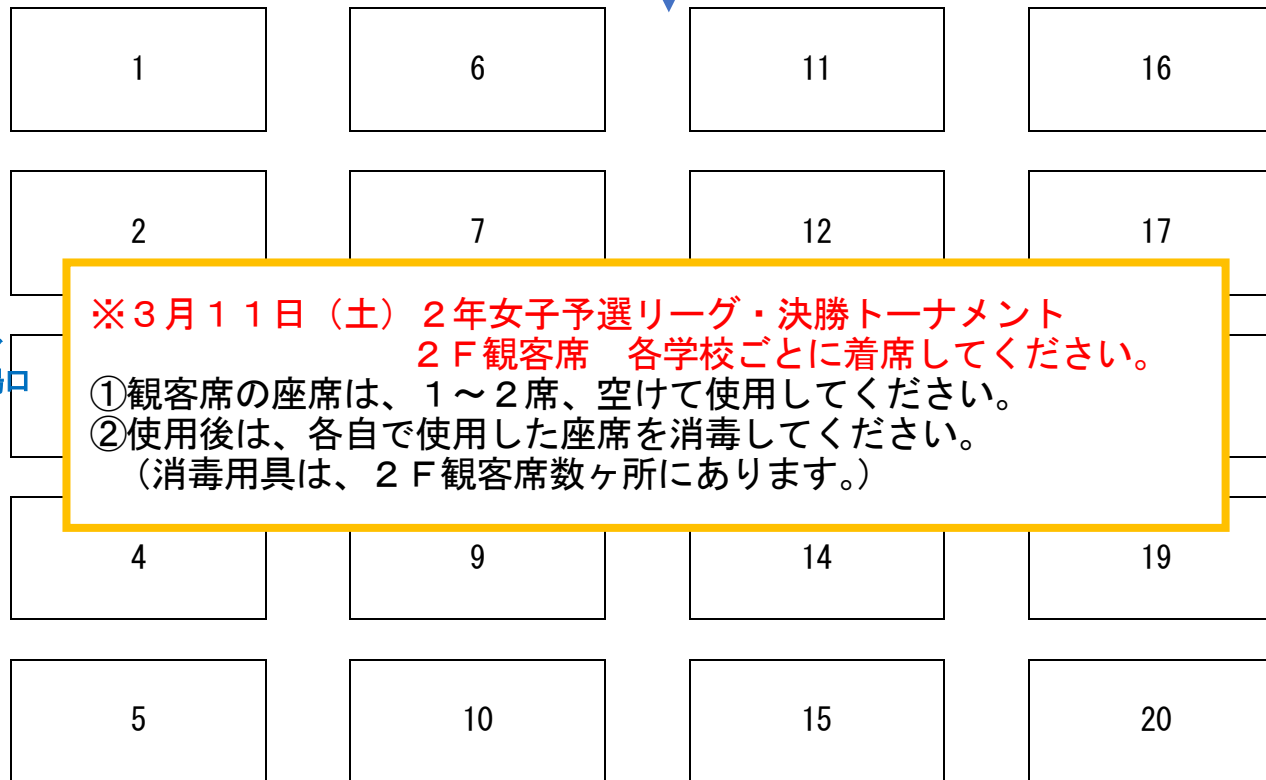 1 6 11 16
2 7 12 17
※３月１１日（土）２年女子予選リーグ・決勝トーナメント
２Ｆ観客席　各学校ごとに着席してください。
①観客席の座席は、１～２席、空けて使用してください。
②使用後は、各自で使用した座席を消毒してください。
（消毒用具は、２Ｆ観客席数ヶ所にあります。）
4 9 14 19
5 10 15 20